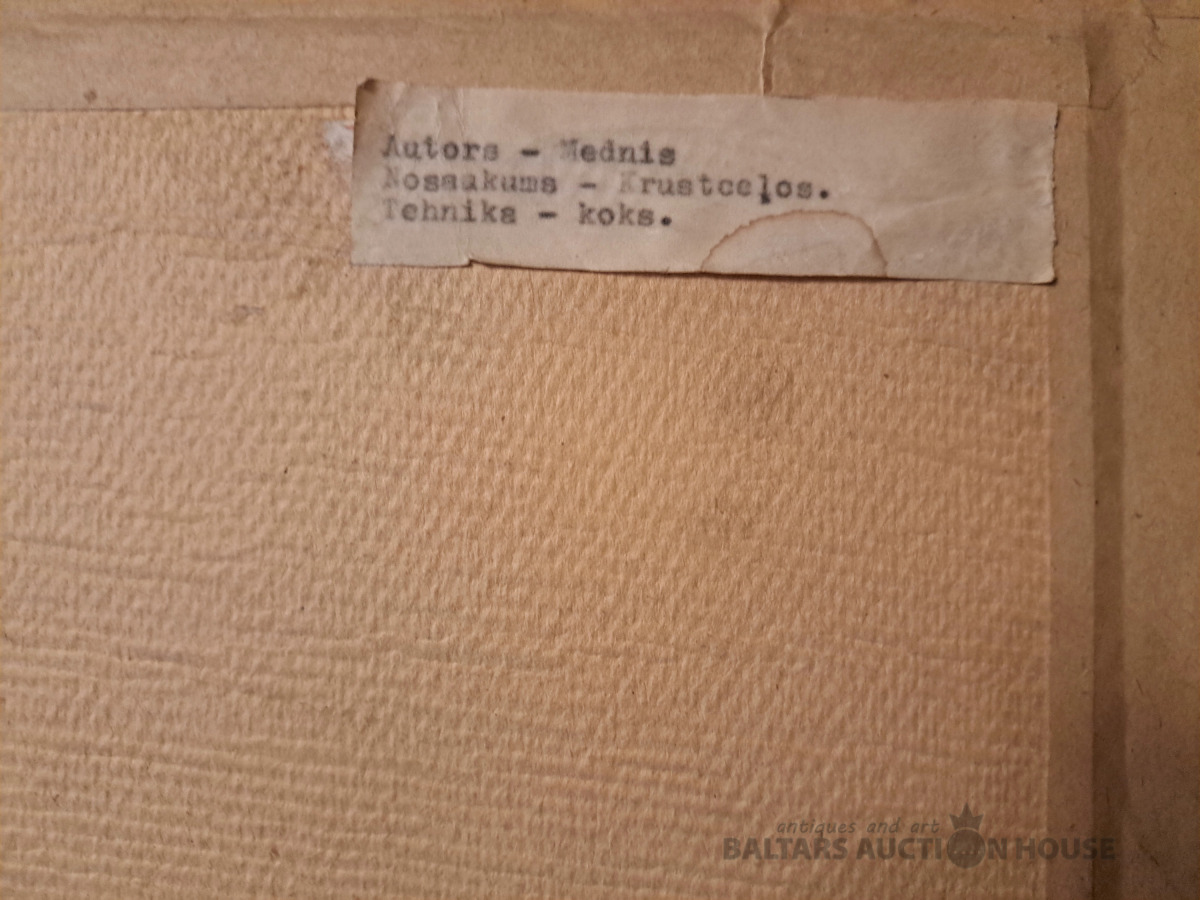 Autors - Mednis
Nosaukums - Krustceļos.
Tehnika - koks.
antiques and art
BALTARS AUCTION HOUSE